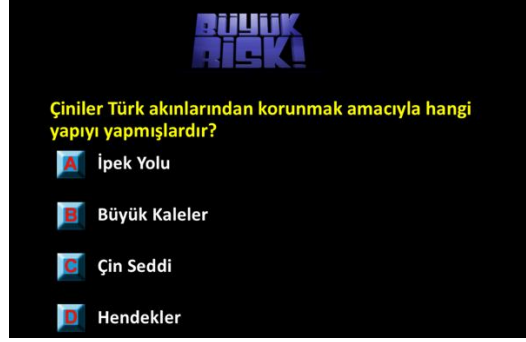 BÜYÜK
RİSK!
Çiniler Türk akınlarından korunmak amacıyla hangi
yapıyı yapmışlardır?
A İpek Yolu
B Büyük Kaleler
C Çin Seddi
D Hendekler